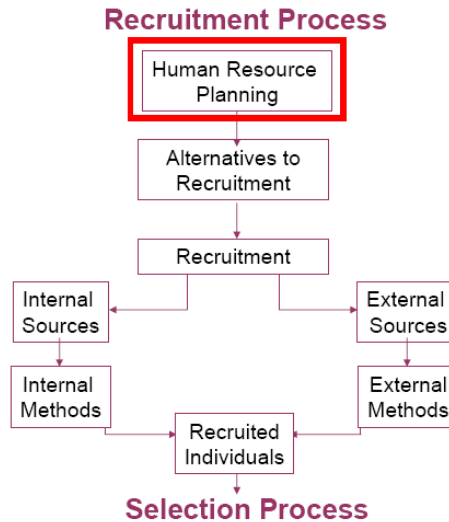 Recruitment Process
Human Resource
Planning
Alternatives to
Recruitment
Recruitment
Internal
Sources
External
Sources
Internal
Methods
External
Methods
Recruited
Individuals
Selection Process